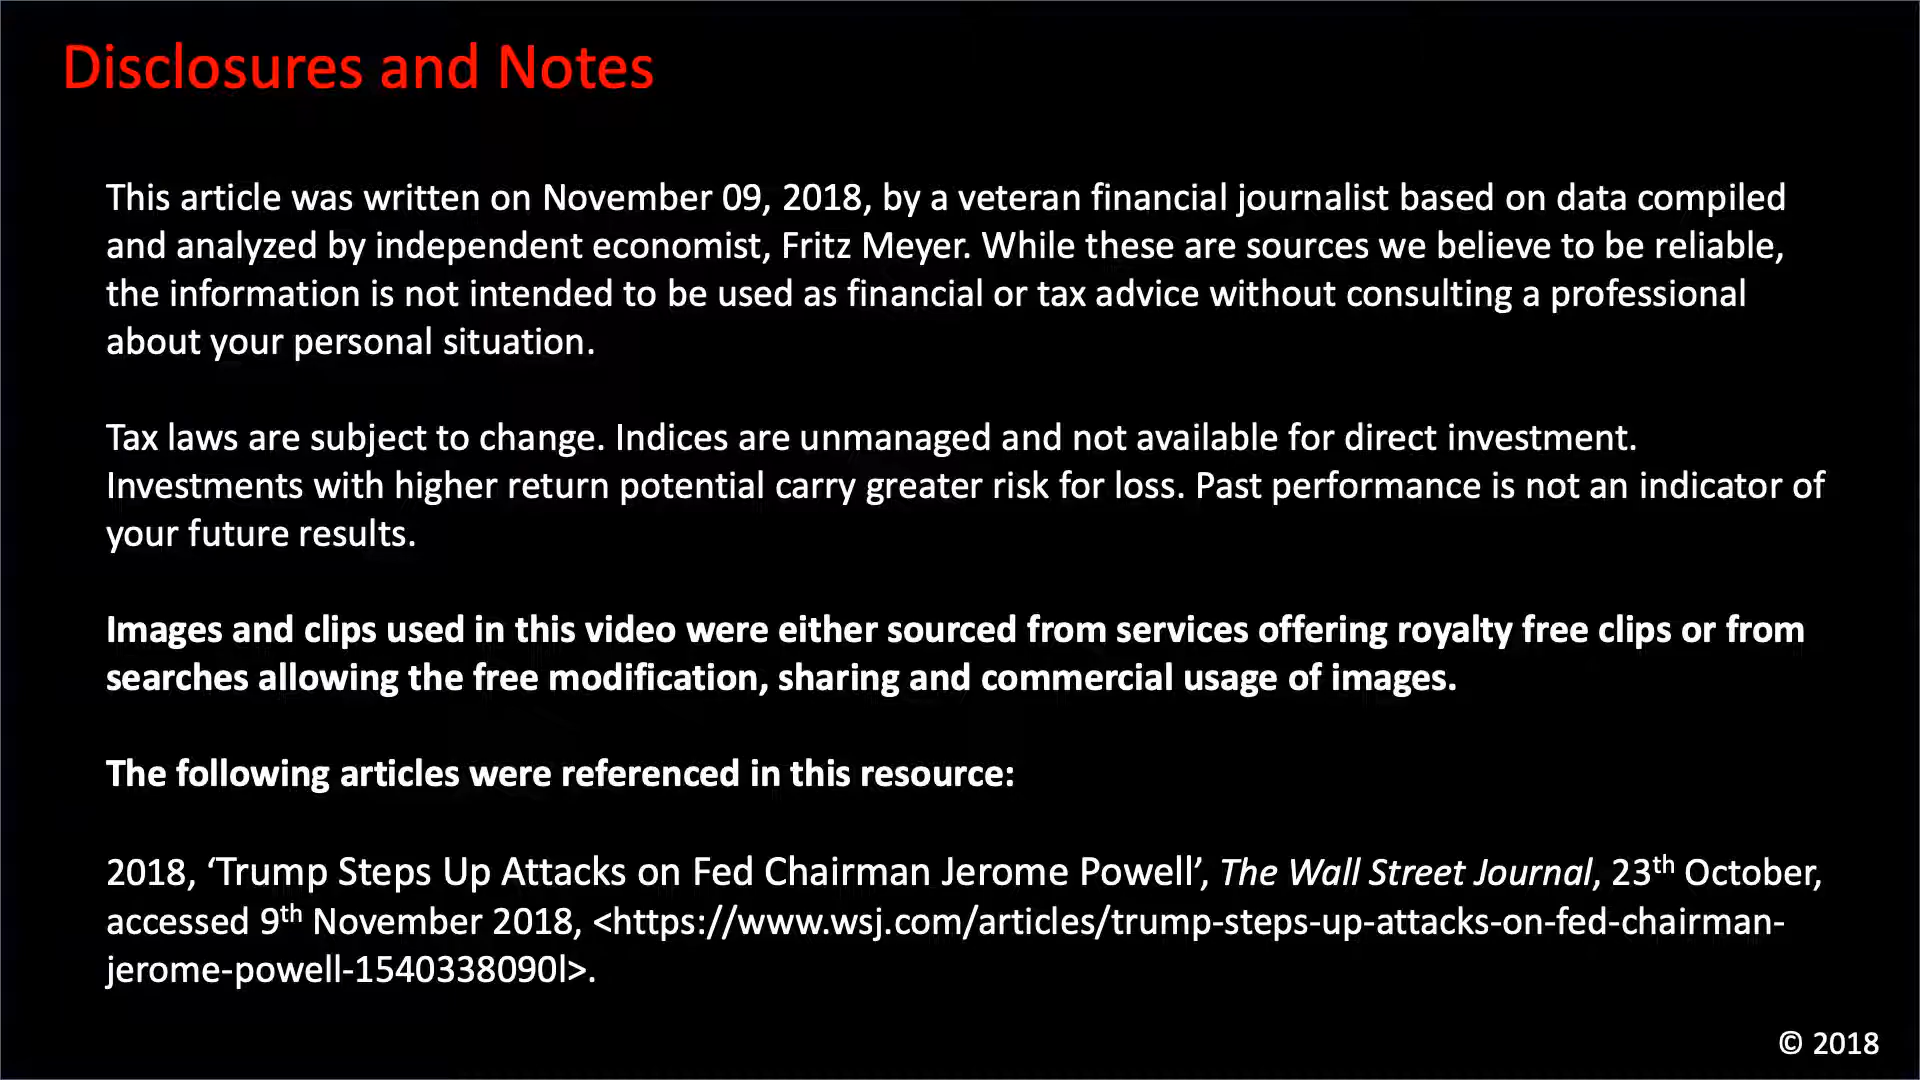 Disclosures and Notes
This article was written on November 09, 2018, by a veteran financial journalist based on data compiled
and analyzed by independent economist, Fritz Meyer. While these are sources we believe to be reliable,
the information is not intended to be used as financial or tax advice without consulting a professional
about your personal situation.
Tax laws are subject to change. Indices are unmanaged and not available for direct investment.
Investments with higher return potential carry greater risk for loss. Past performance is not an indicator of
your future results.
Images and clips used in this video were either sourced from services offering royalty free clips or from
searches allowing the free modification, sharing and commercial usage of images.
The following articles were referenced in this resource:
2018, ‘Trump Steps Up Attacks on Fed Chairman Jerome Powell’, The Wall Street Journal, 23th October,
accessed 9th November 2018, <https://www.wsj.com/articles/trump-steps-up-attacks-on-fed-chairman-
jerome-powell-1540338090l>.
© 2018